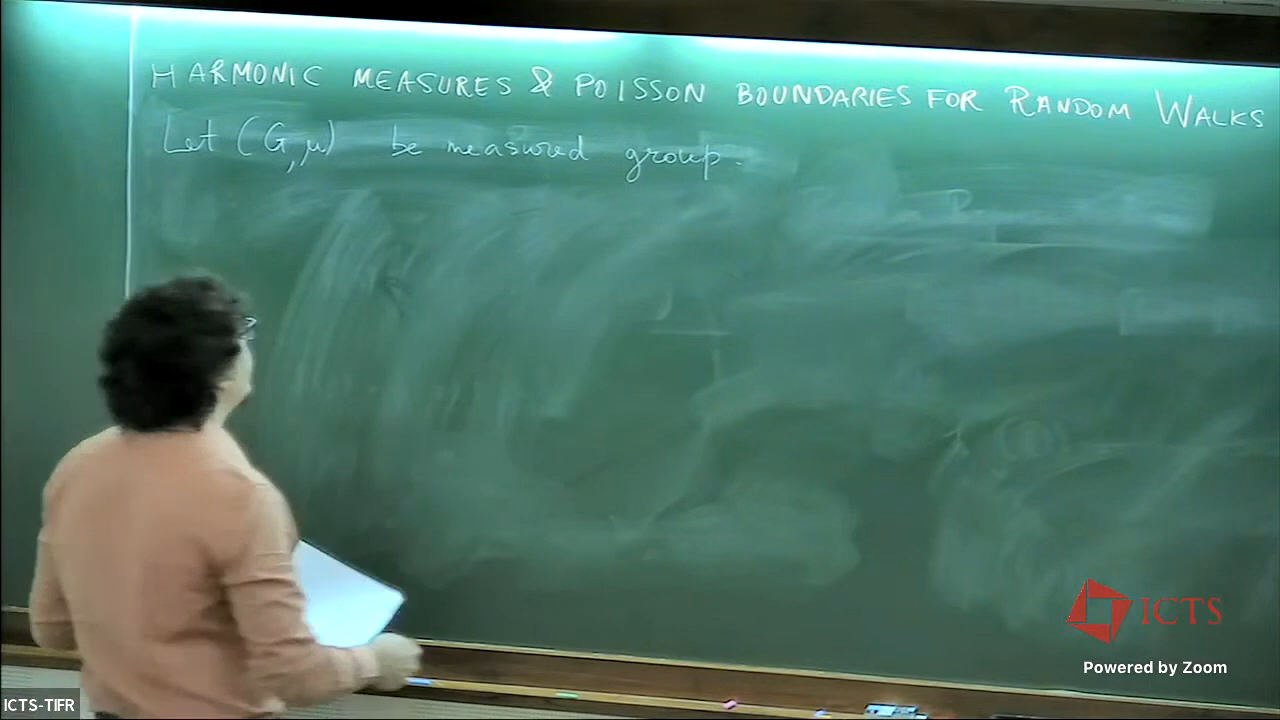 HARMONIC MEASURES & POISSON BOUNDARIES FOR RANDOM WALKS
Let (G, μ) be measured group.
ICTS
Powered by Zoom
ICTS-TIFR